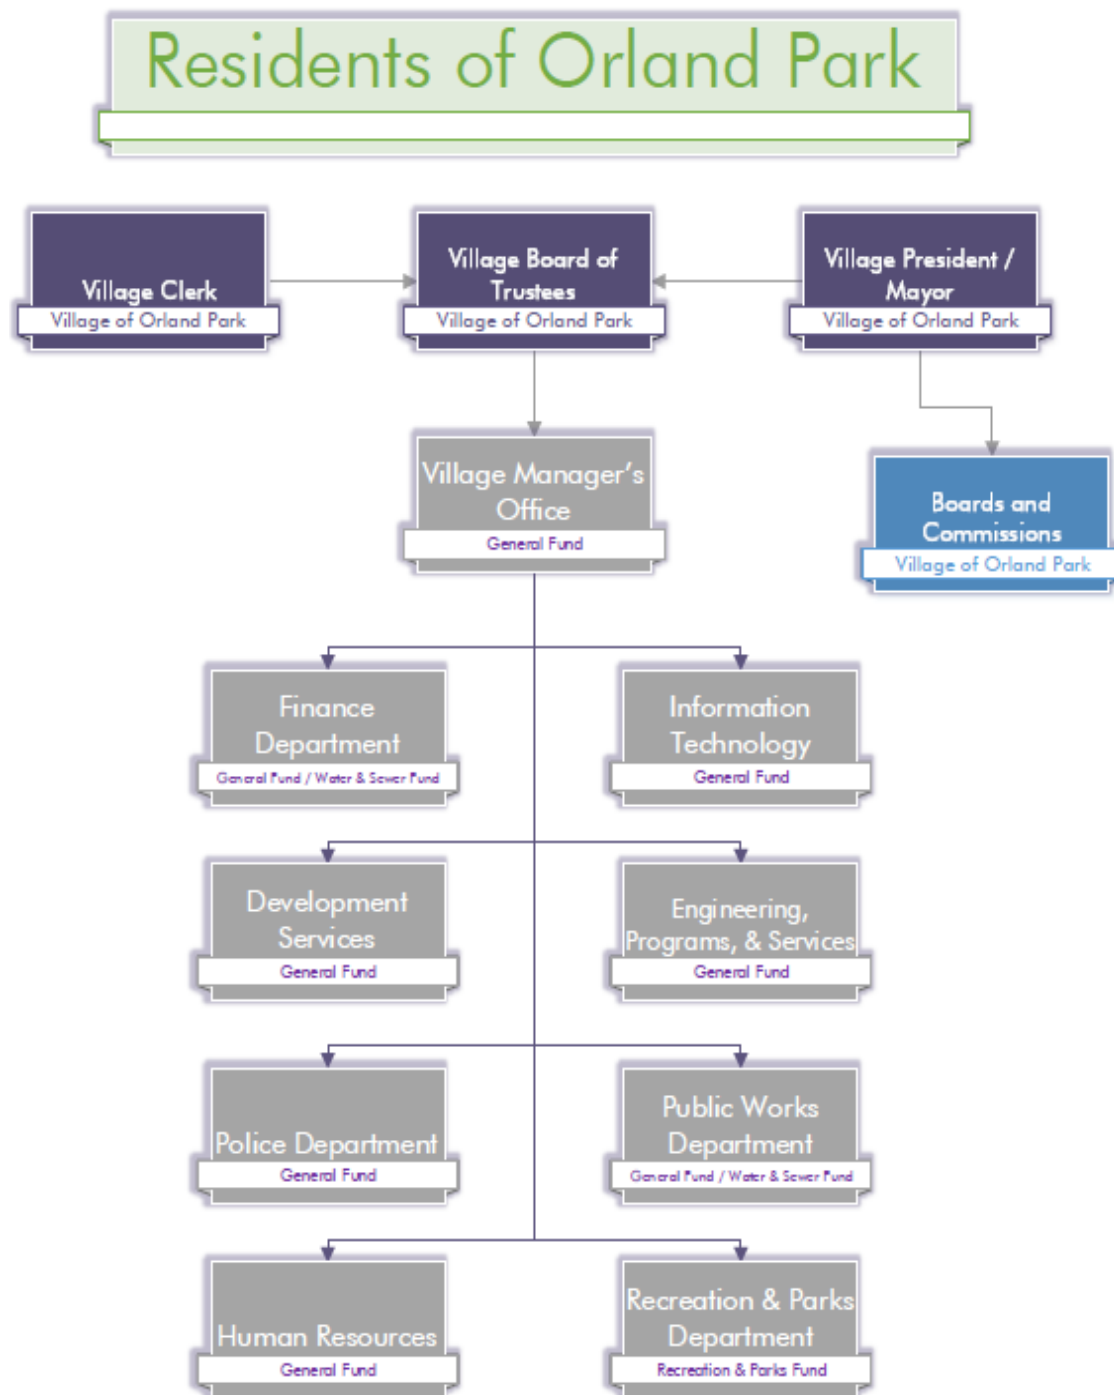 Residents of Orland Park
Village Clerk
Village of Orland Park
Village Board of
Trustees
Village of Orland Park
Village President /
Mayor
Village of Orland Park
Village Manager's
Office
General Fund
Boards and
Commissions
Village of Orland Park
Finance
Department
General Fund / Water & Sewer Fund
Information
Technology
General Fund
Development
Services
General Fund
Engineering,
Programs, & Services
General Fund
Police Department
General Fund
Public Works
Department
General Fund / Water & Sewer Fund
Human Resources
General Fund
Recreation & Parks
Department
Recreation & Parks Fund